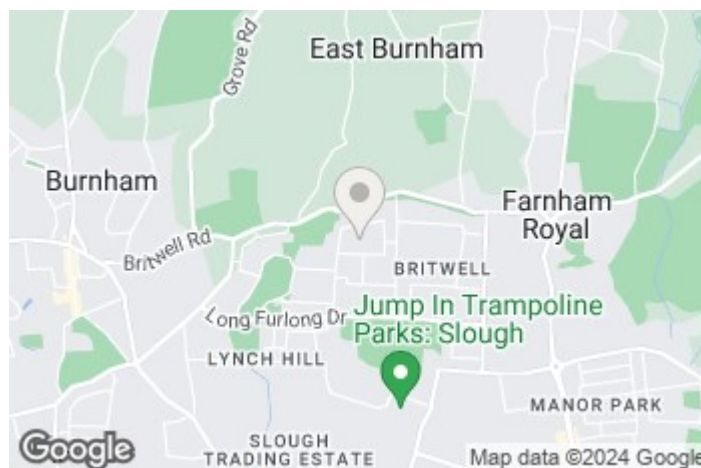 East Burnham
Grove Rd
Burnham
Farnham
Royal
Britwell Rd
BRITWELL
Long Furlong Dr
Jump In Trampoline
Parks: Slough
LYNCH HILL
MANOR PARK
SLOUGH
TRADING ESTATE
Google
Map data ©2024 Google